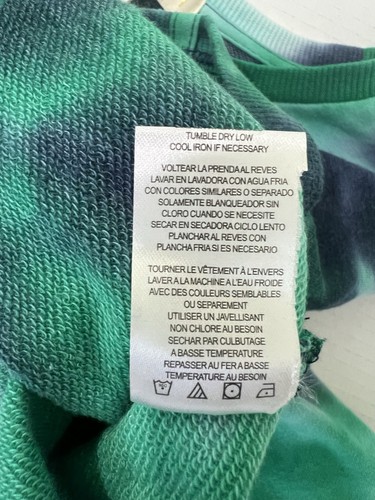 TUMBLE DRY LOW
COOL IRON IF NECESSARY
VOLTEAR LA PRENDA AL REVES
LAVAR EN LAVADORA CON AGUA FRIA
CON COLORES SIMILARES O SEPARADO
SOLAMENTE BLANQUEADOR SIN
CLORO CUANDO SE NECESITE
SECAR EN SECADORA CICLO LENTO
PLANCHAR AL REVES CON
PLANCHA FRIA SI ES NECESARIO
TOURNER LE VÊTEMENT À L'ENVERS
LAVER A LA MACHINE A L'EAU FROIDE
AVEC DES COULEURS SEMBLABLES
OU SEPAREMENT
UTILISER UN JAVELLISANT
NON CHLORE AU BESOIN
SECHAR PAR CULBUTAGE
A BASSE TEMPERATURE
REPASSER AU FER A BASSE
TEMPERATURE AU BESOIN